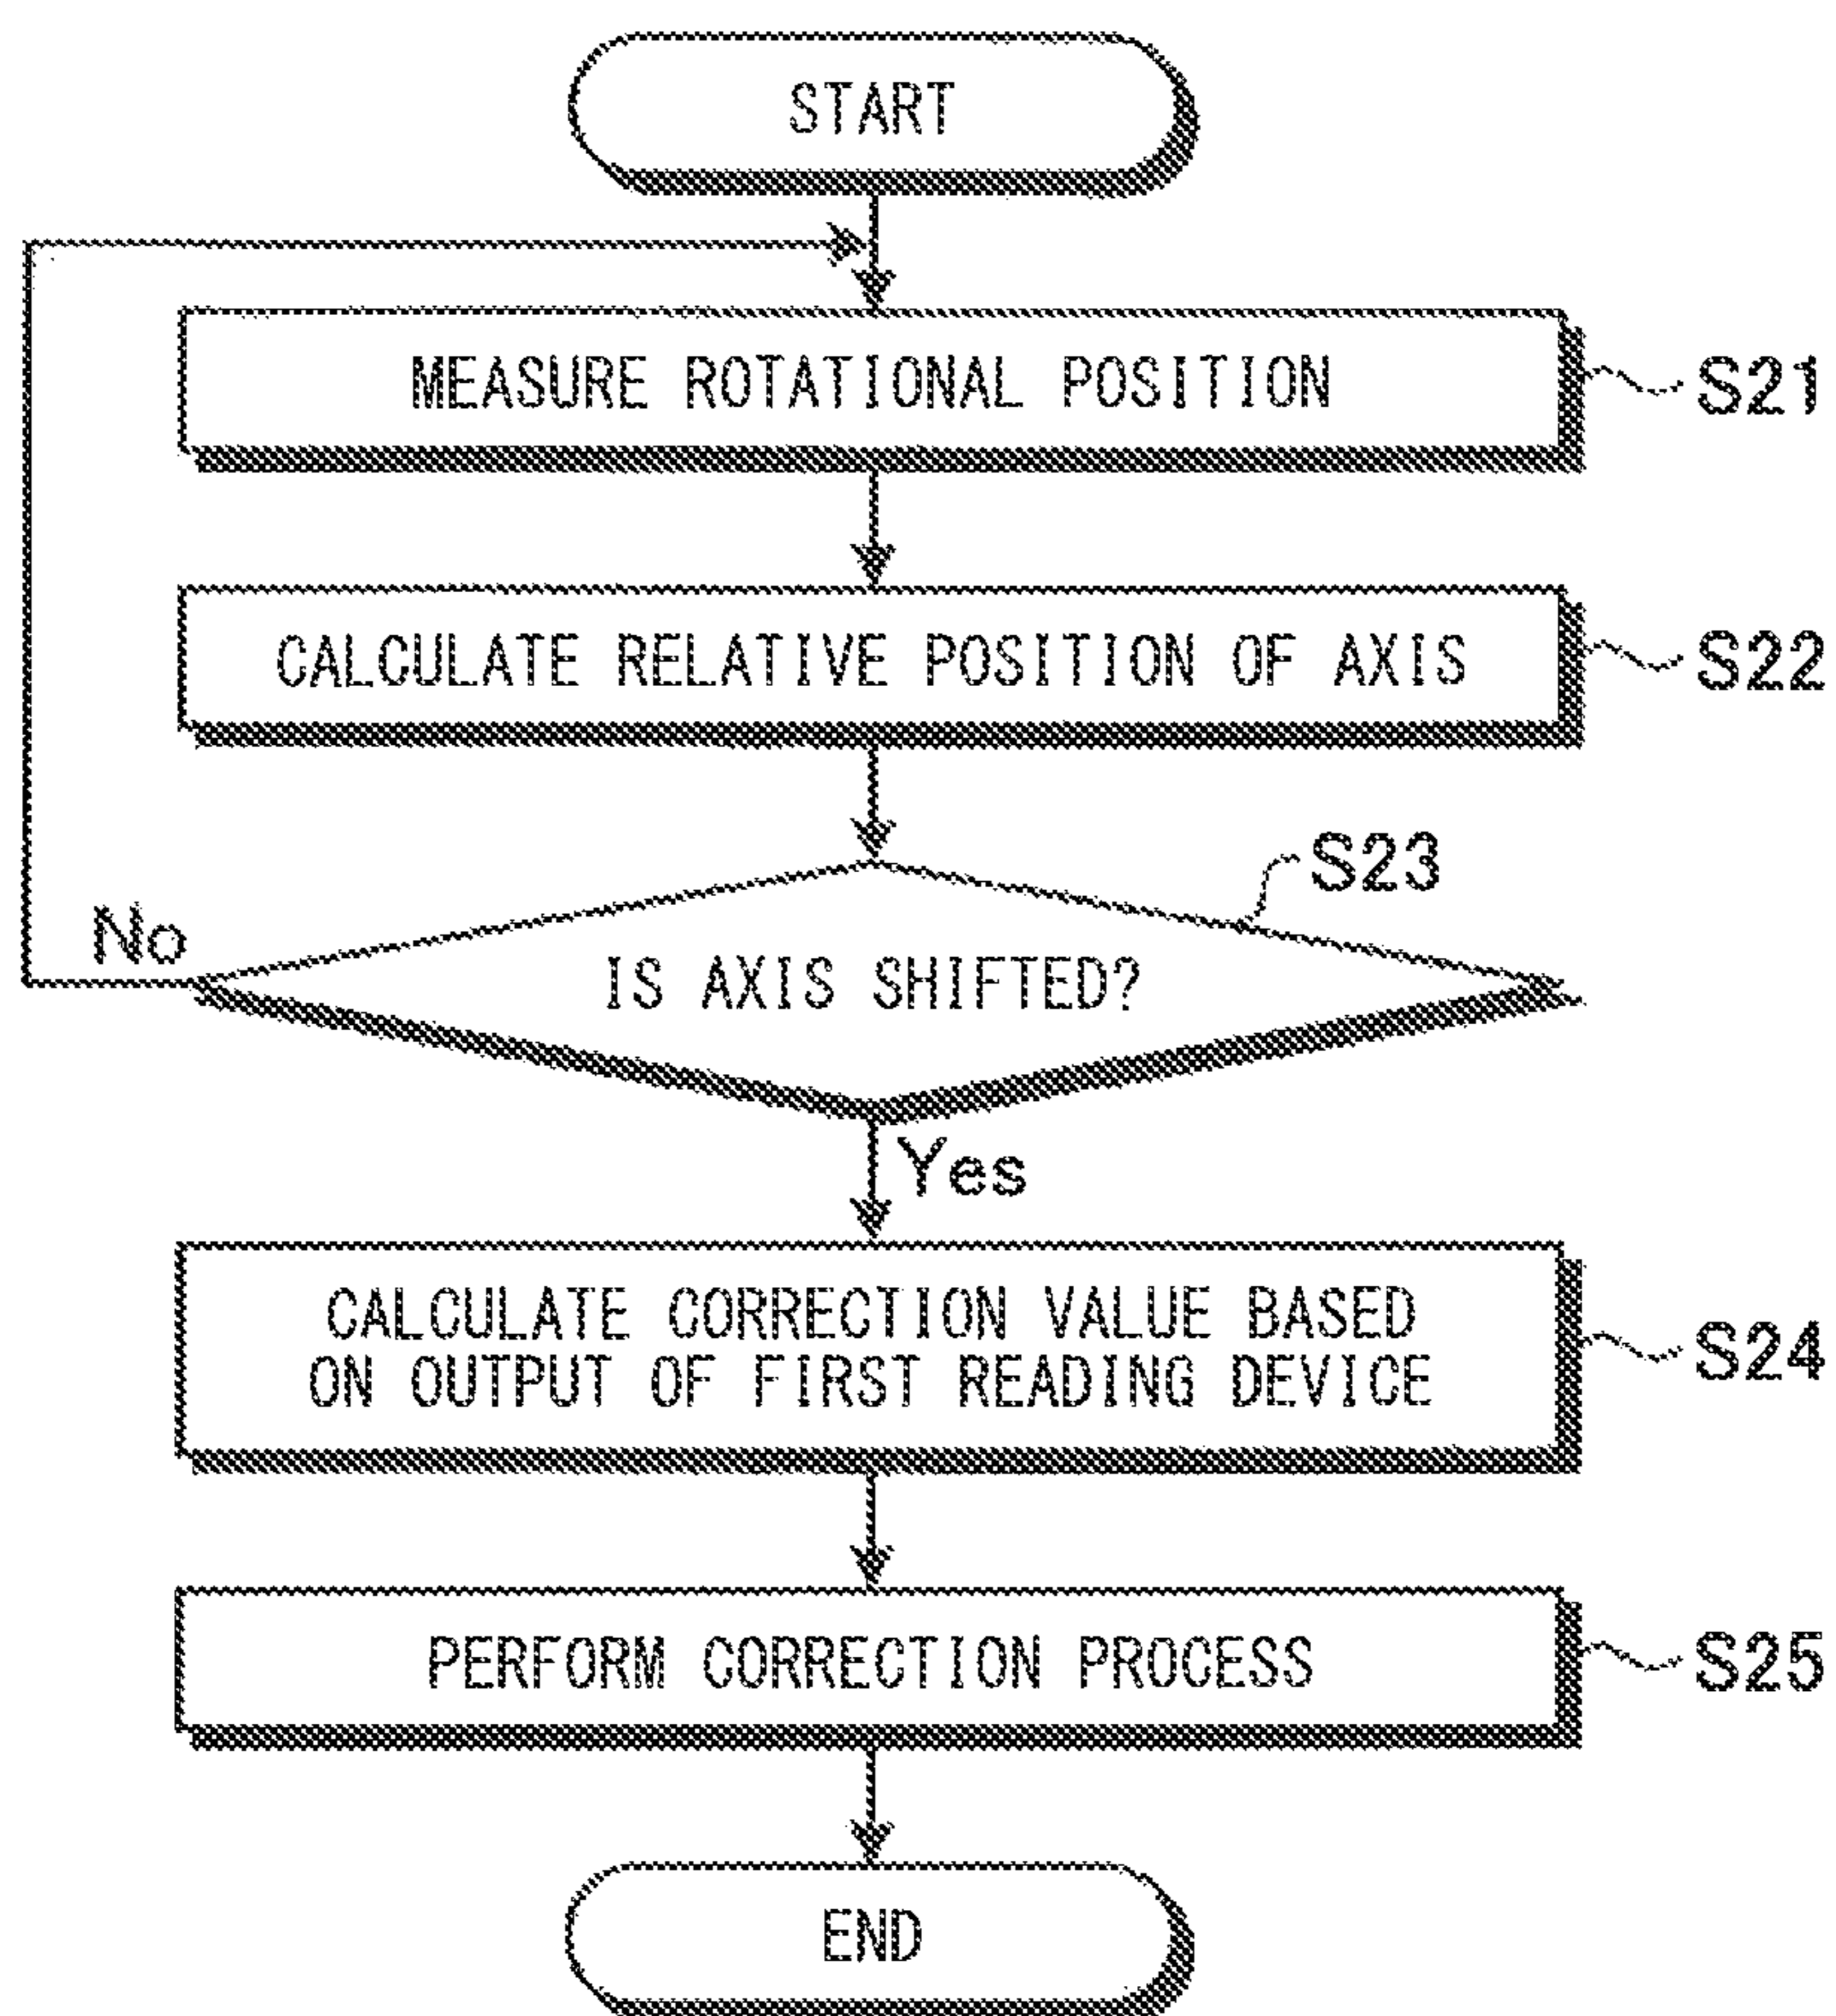 START
MEASURE ROTATIONAL POSITION
S21
CALCULATE RELATIVE POSITION OF AXIS
S22
S23
No
IS AXIS SHIFTED?
Yes
CALCULATE CORRECTION VALUE BASED
ON OUTPUT OF FIRST READING DEVICE
S24
PERFORM CORRECTION PROCESS
S25
END